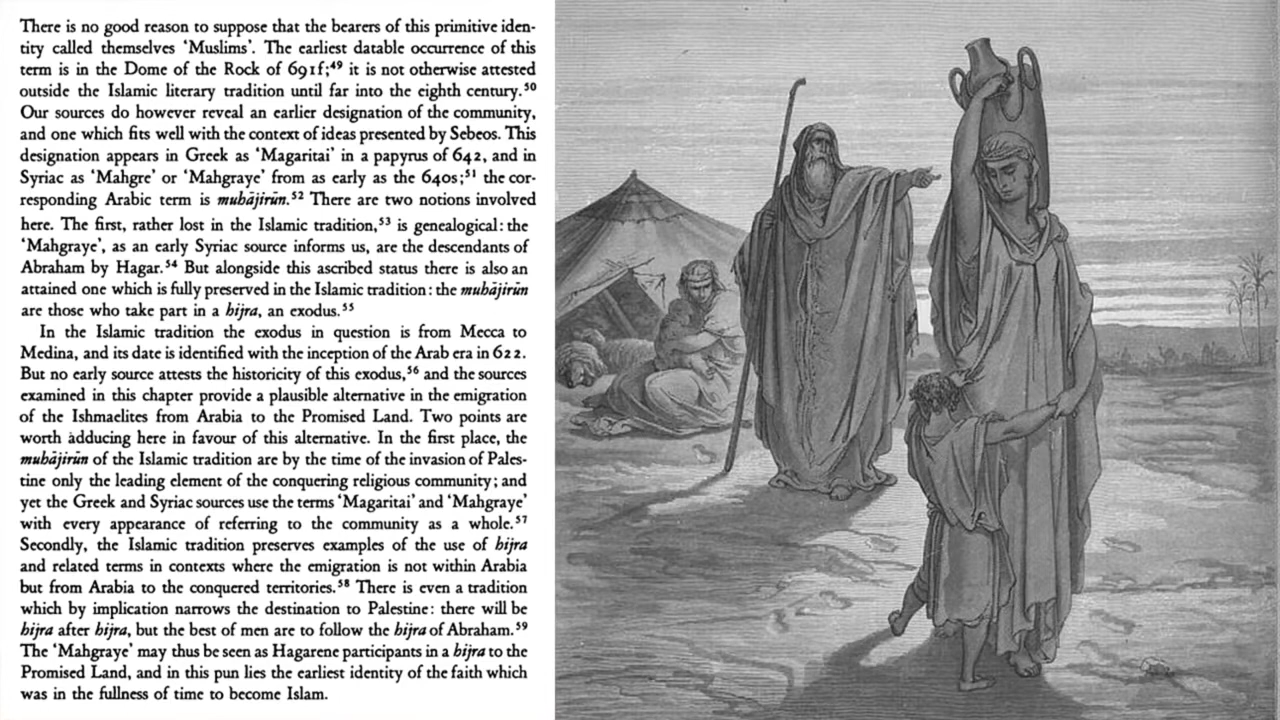 There is no good reason to suppose that the bearers of this primitive iden-
tity called themselves 'Muslims'. The earliest datable occurrence of this
term is in the Dome of the Rock of 691f;⁴⁹ it is not otherwise attested
outside the Islamic literary tradition until far into the eighth century.⁵⁰
Our sources do however reveal an earlier designation of the community,
and one which fits well with the context of ideas presented by Sebeos. This
designation appears in Greek as 'Magaritai' in a papyrus of 642, and in
Syriac as 'Mahgre' or 'Mahgraye' from as early as the 640s;⁵¹ the cor-
responding Arabic term is muhājirūn.⁵² There are two notions involved
here. The first, rather lost in the Islamic tradition,⁵³ is genealogical: the
'Mahgraye', as an early Syriac source informs us, are the descendants of
Abraham by Hagar.⁵⁴ But alongside this ascribed status there is also an
attained one which is fully preserved in the Islamic tradition: the muhājirūn
are those who take part in a hijra, an exodus.⁵⁵
In the Islamic tradition the exodus in question is from Mecca to
Medina, and its date is identified with the inception of the Arab era in 622.
But no early source attests the historicity of this exodus,⁵⁶ and the sources
examined in this chapter provide a plausible alternative in the emigration
of the Ishmaelites from Arabia to the Promised Land. Two points are
worth adducing here in favour of this alternative. In the first place, the
muhājirūn of the Islamic tradition are by the time of the invasion of Pales-
tine only the leading element of the conquering religious community; and
yet the Greek and Syriac sources use the terms 'Magaritai' and 'Mahgraye'
with every appearance of referring to the community as a whole.⁵⁷
Secondly, the Islamic tradition preserves examples of the use of hijra
and related terms in contexts where the emigration is not within Arabia
but from Arabia to the conquered territories.⁵⁸ There is even a tradition
which by implication narrows the destination to Palestine: there will be
hijra after hijra, but the best of men are to follow the hijra of Abraham.⁵⁹
The 'Mahgraye' may thus be seen as Hagarene participants in a hijra to the
Promised Land, and in this pun lies the earliest identity of the faith which
was in the fullness of time to become Islam.